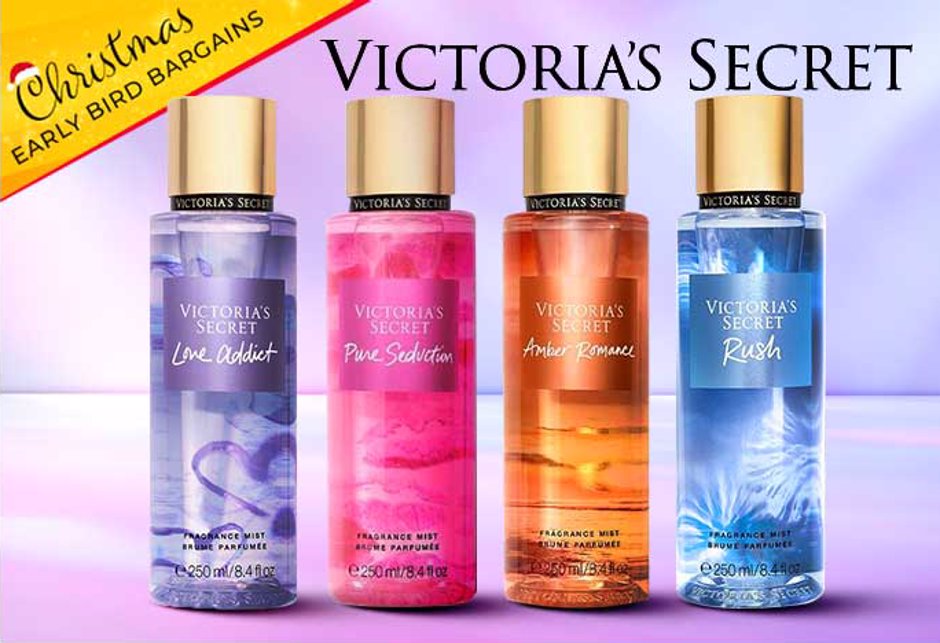 Christmas
EARLY BIRD BARGAINS
VICTORIA'S SECRET
VICTORIA'S SECRET
VICTORIA'S
SECRET
Love Addict
FRAGRANCE MIST
BRUME PARFUMÉE
℮ 250 ml/8.4 fl oz
VICTORIA'S SECRET
VICTORIA'S
SECRET
Pure Seduction
FRAGRANCE MIST
BRUME PARFUMÉE
℮ 250 ml/8.4 fl oz
VICTORIA'S SECRET
VICTORIA'S
SECRET
Amber Romance
FRAGRANCE MIST
BRUME PARFUMÉE
℮ 250 ml/8.4 fl oz
VICTORIA'S SECRET
VICTORIA'S
SECRET
Rush
FRAGRANCE MIST
BRUME PARFUMÉE
℮ 250 ml/8.4 fl oz